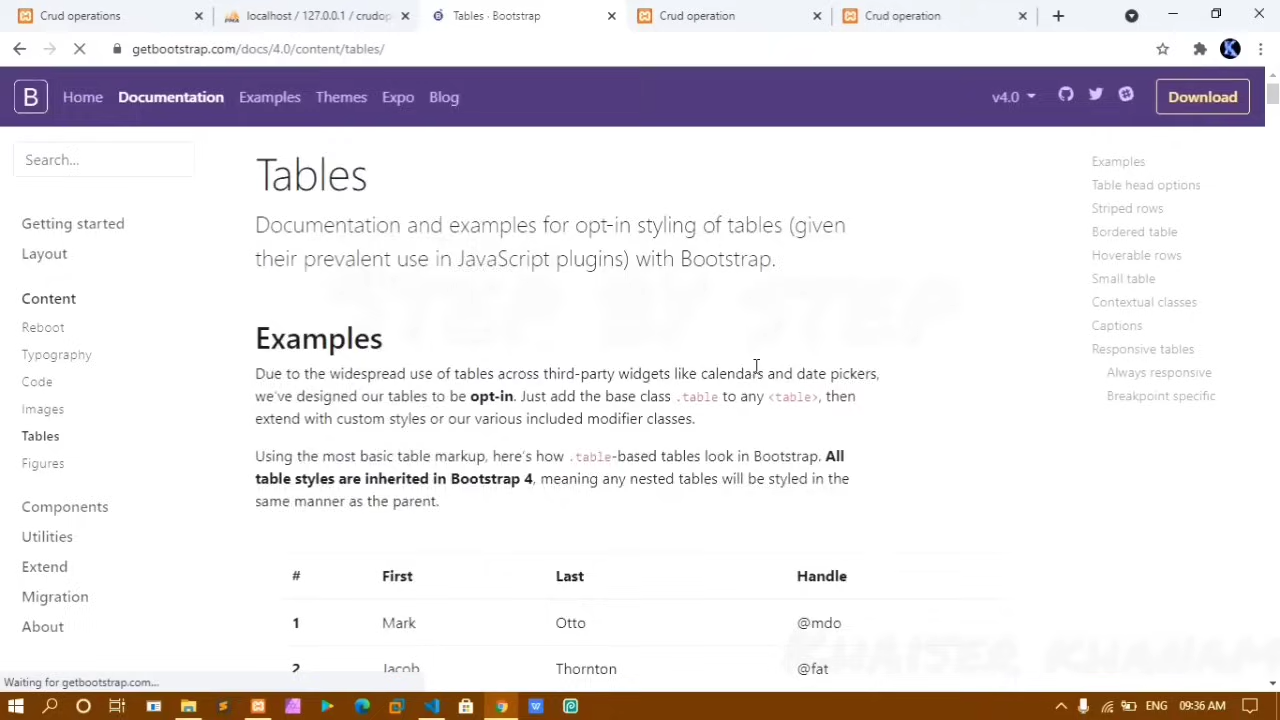 Crud operations
localhost / 127.0.0.1 / crudop
Tables · Bootstrap
Crud operation
Crud operation
getbootstrap.com/docs/4.0/content/tables/
B
Home
Documentation
Examples
Themes
Expo
Blog
v4.0
Download
Search...
Getting started
Layout
Content
Reboot
Typography
Code
Images
Tables
Figures
Components
Utilities
Extend
Migration
About
Tables
Documentation and examples for opt-in styling of tables (given
their prevalent use in JavaScript plugins) with Bootstrap.
STEP BY STEP
Examples
Due to the widespread use of tables across third-party widgets like calendars and date pickers,
we've designed our tables to be opt-in. Just add the base class .table to any <table>, then
extend with custom styles or our various included modifier classes.
Using the most basic table markup, here's how .table-based tables look in Bootstrap. All
table styles are inherited in Bootstrap 4, meaning any nested tables will be styled in the
same manner as the parent.
# First Last Handle
1 Mark Otto @mdo
2 Jacob Thornton @fat
Examples
Table head options
Striped rows
Bordered table
Hoverable rows
Small table
Contextual classes
Captions
Responsive tables
Always responsive
Breakpoint specific
KHAISER KHANAM
Waiting for getbootstrap.com...
ENG
09:36 AM